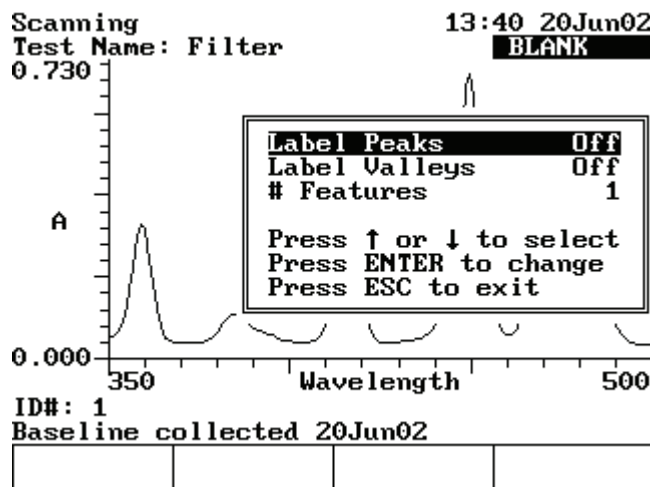 Scanning 13:40 20Jun02
Test Name: Filter BLANK
0.730
Label Peaks Off
Label Valleys Off
# Features 1
A
Press ↑ or ↓ to select
Press ENTER to change
Press ESC to exit
0.000
350 Wavelength 500
ID#: 1
Baseline collected 20Jun02